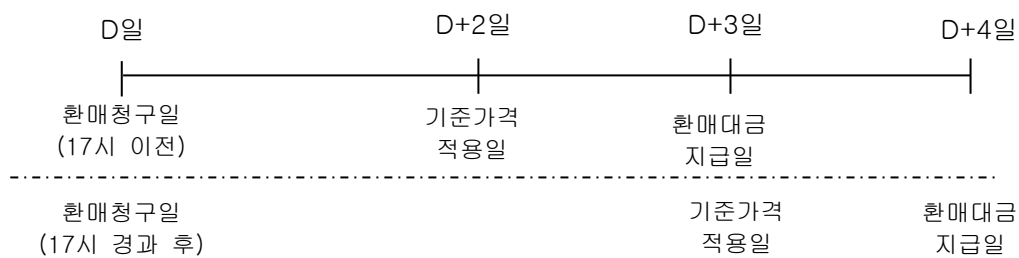 D일 D+2일 D+3일 D+4일
환매청구일 기준가격 환매대금
(17시 이전) 적용일 지급일
환매청구일 기준가격 환매대금
(17시 경과 후) 적용일 지급일